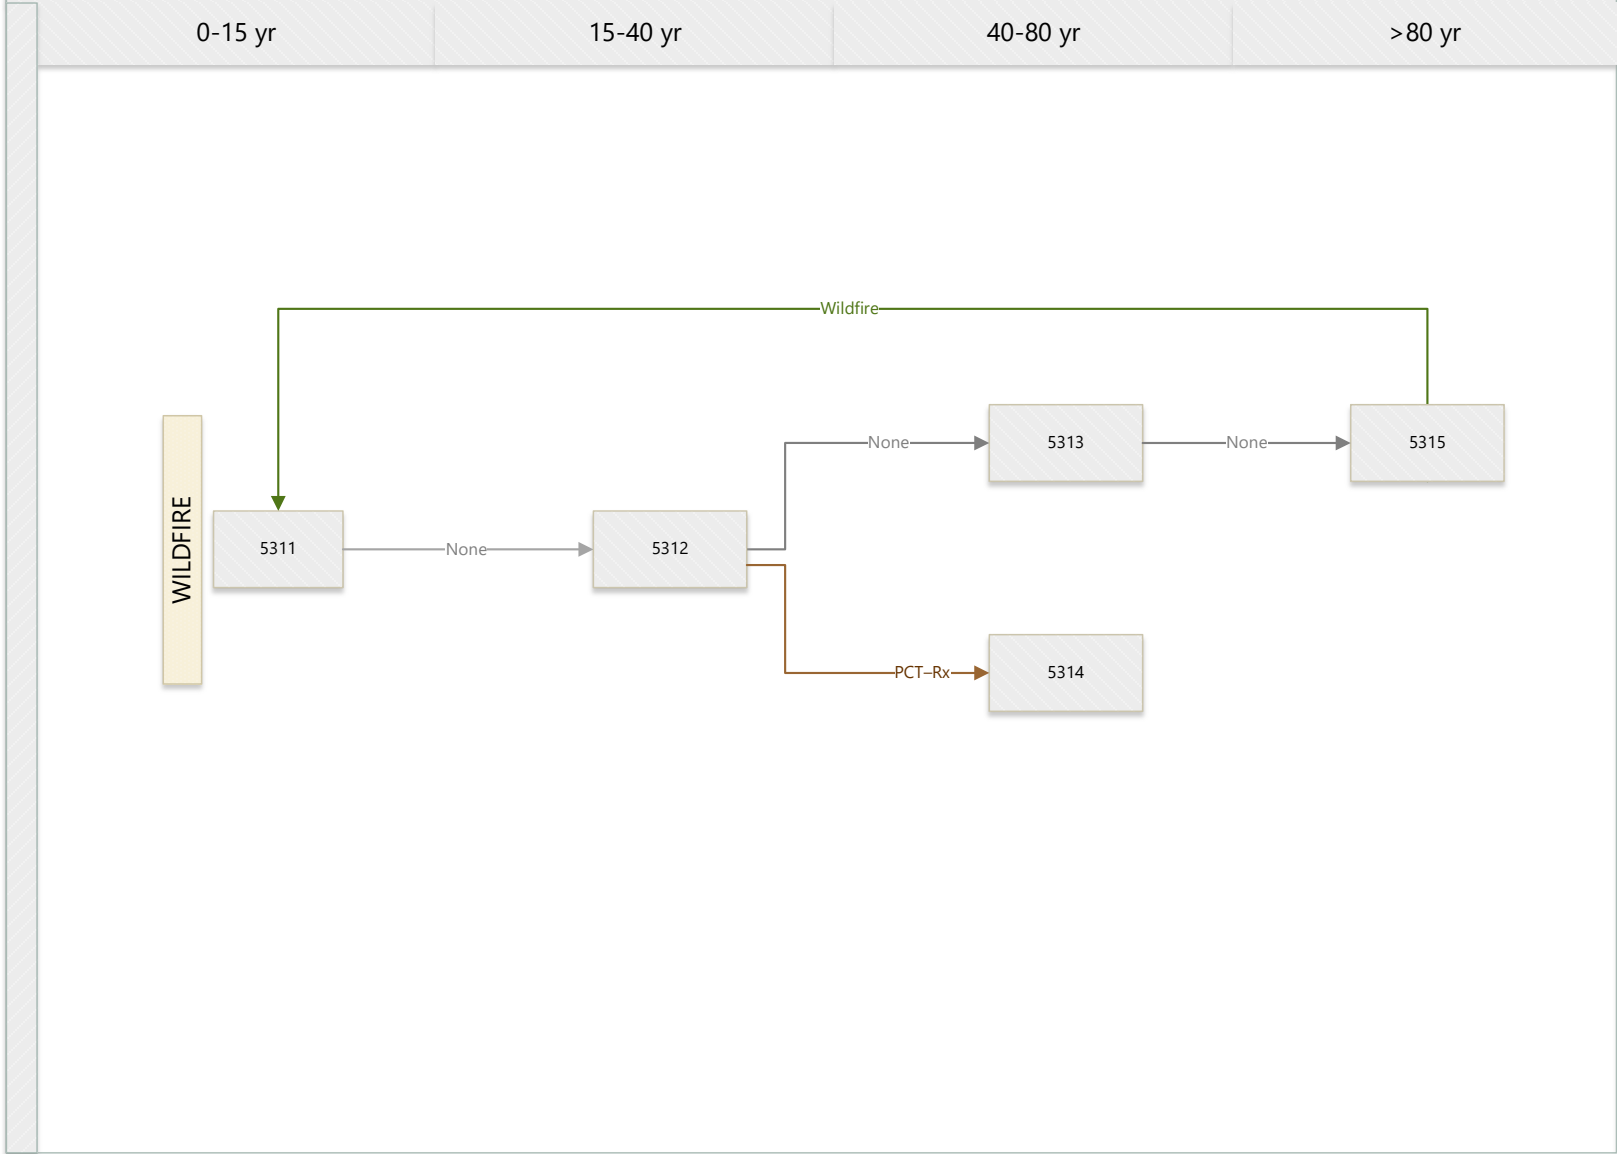 0-15 yr
15-40 yr
40-80 yr
>80 yr
Wildfire
None
5313
None
5315
WILDFIRE
5311
None
5312
PCT–Rx
5314